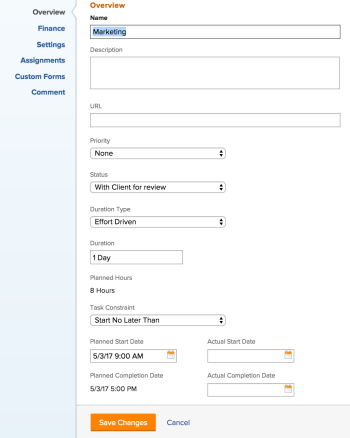 Overview
Finance
Settings
Assignments
Custom Forms
Comment
Overview
Name
Marketing
Description
URL
Priority
None
Status
With Client for review
Duration Type
Effort Driven
Duration
1 Day
Planned Hours
8 Hours
Task Constraint
Start No Later Than
Planned Start Date Actual Start Date
5/3/17 9:00 AM
Planned Completion Date Actual Completion Date
5/3/17 5:00 PM
Save Changes Cancel